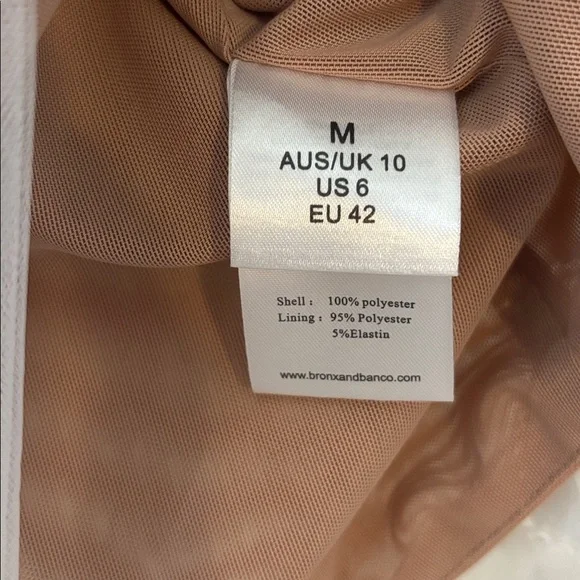 M
AUS/UK 10
US 6
EU 42
Shell : 100% polyester
Lining : 95% Polyester
5%Elastin
www.bronxandbanco.com